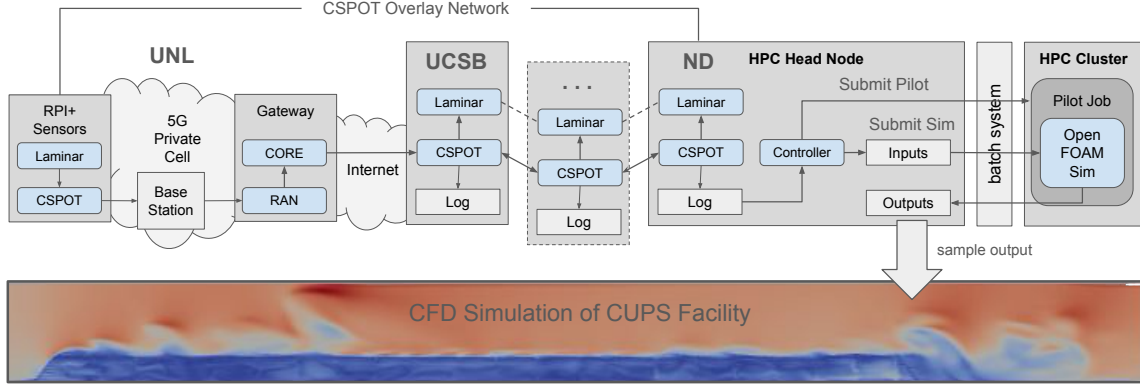 CSPOT Overlay Network
UNL
RPI+
Sensors
Laminar
CSPOT
5G
Private
Cell
Base
Station
Gateway
CORE
RAN
Internet
UCSB
Laminar
CSPOT
Log
...
Laminar
CSPOT
Log
ND
HPC Head Node
Laminar
CSPOT
Log
Submit Pilot
Submit Sim
Controller
Inputs
Outputs
batch system
HPC Cluster
Pilot Job
Open
FOAM
Sim
sample output
CFD Simulation of CUPS Facility